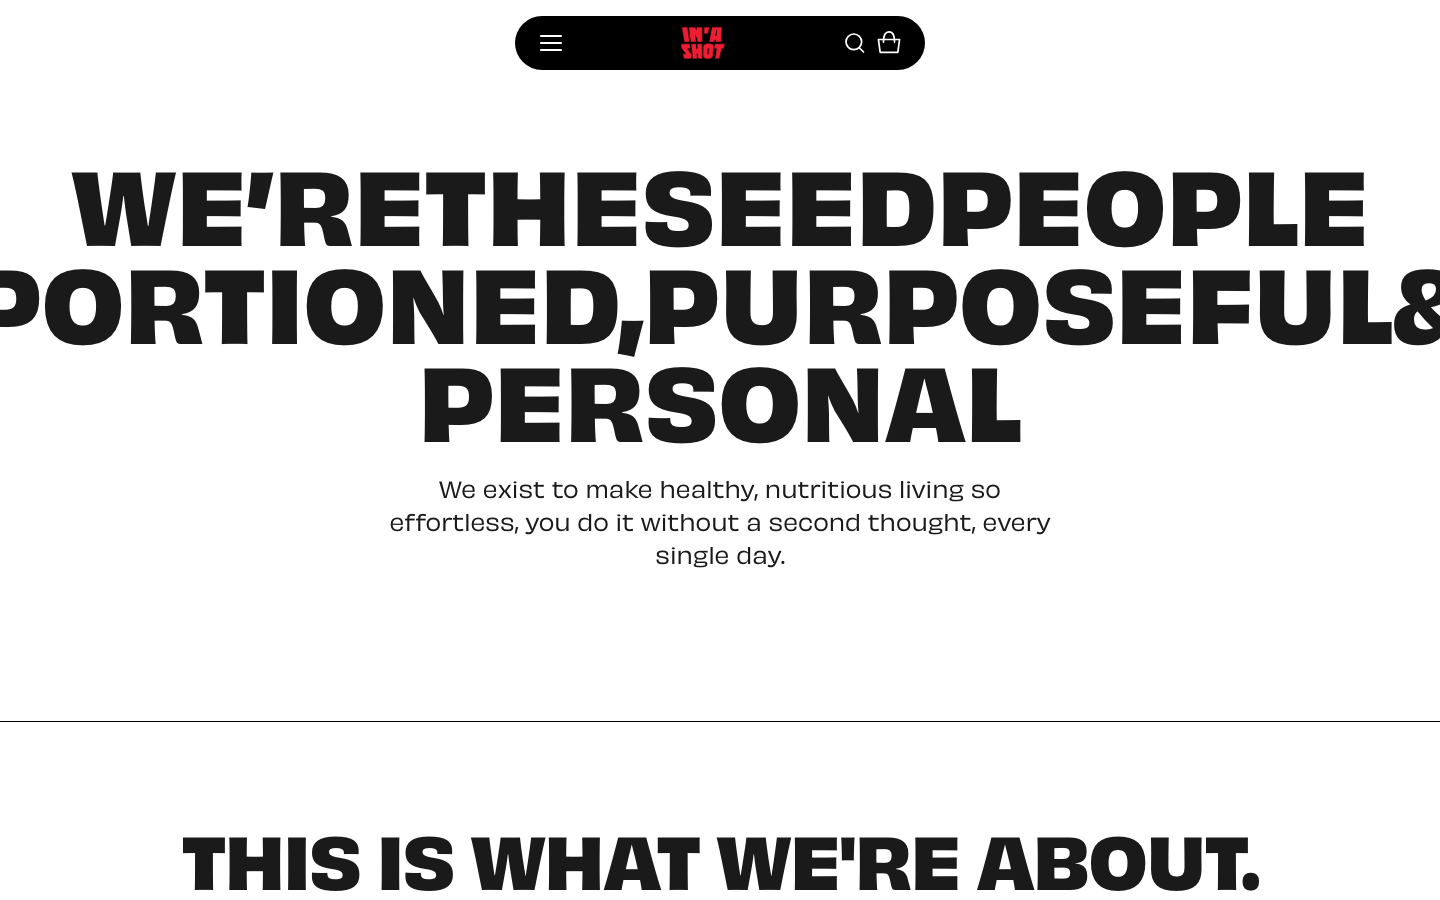 IN'A
SHOT
WE’RETHESEEDPEOPLE
PORTIONED,PURPOSEFUL&
PERSONAL
We exist to make healthy, nutritious living so
effortless, you do it without a second thought, every
single day.
THIS IS WHAT WE'RE ABOUT.